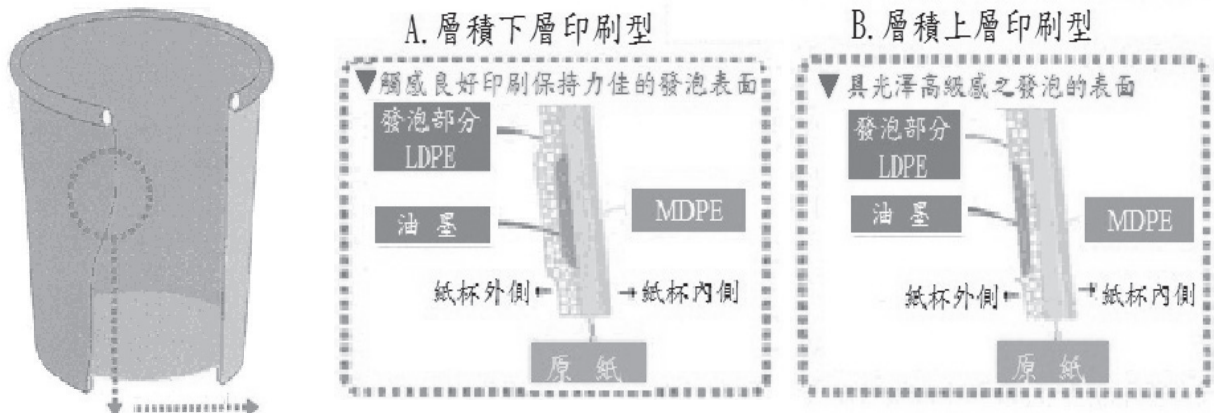 A.層積下層印刷型
▼觸感良好印刷保持力佳的發泡表面
發泡部分
LDPE
油墨
MDPE
紙杯外側
紙杯內側
原紙
B.層積上層印刷型
▼具光澤高級感之發泡的表面
發泡部分
LDPE
油墨
MDPE
紙杯外側
紙杯內側
原紙